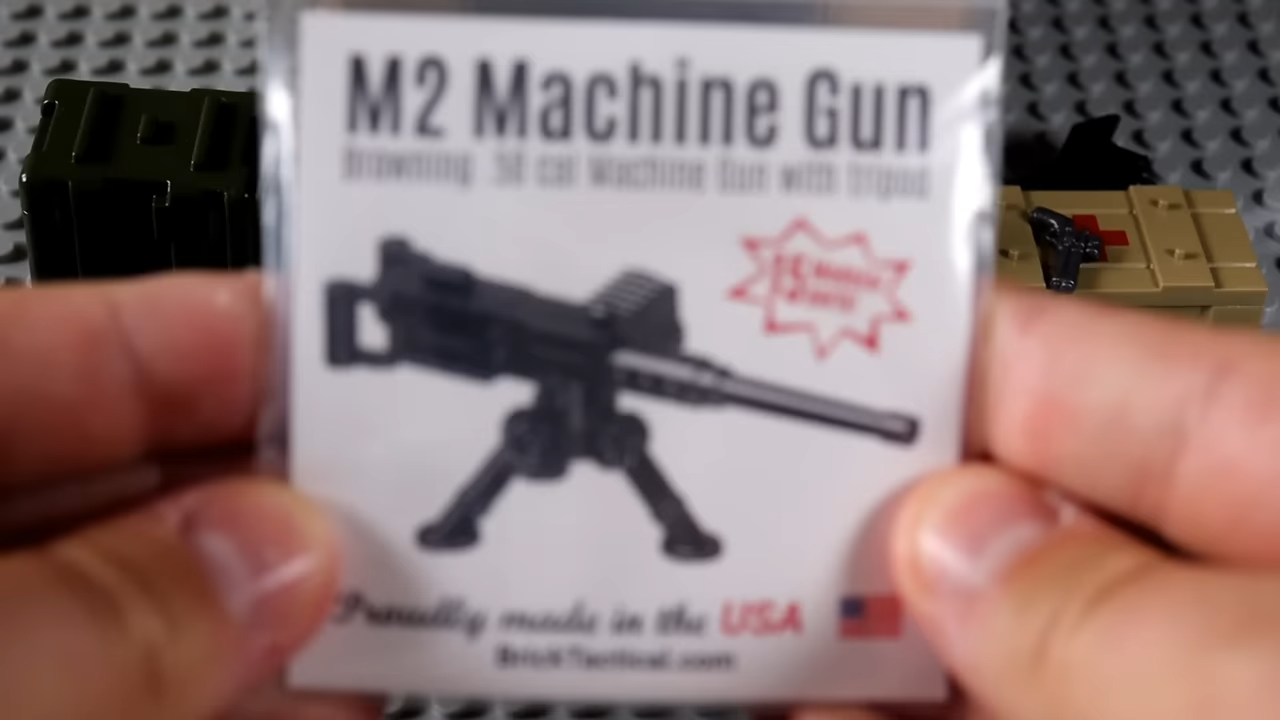 M2 Machine Gun
Browning .50 cal Machine Gun with tripod
Proudly made in the USA
BrickTactical.com